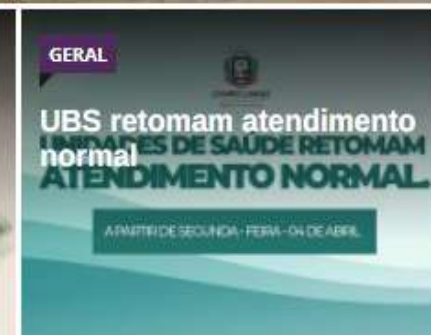 GERAL
UBS retomam atendimento
normal
UNIDADES DE SAÚDE RETOMAM
ATENDIMENTO NORMAL.
A PARTIR DE SEGUNDA - FEIRA - 04 DE ABRIL